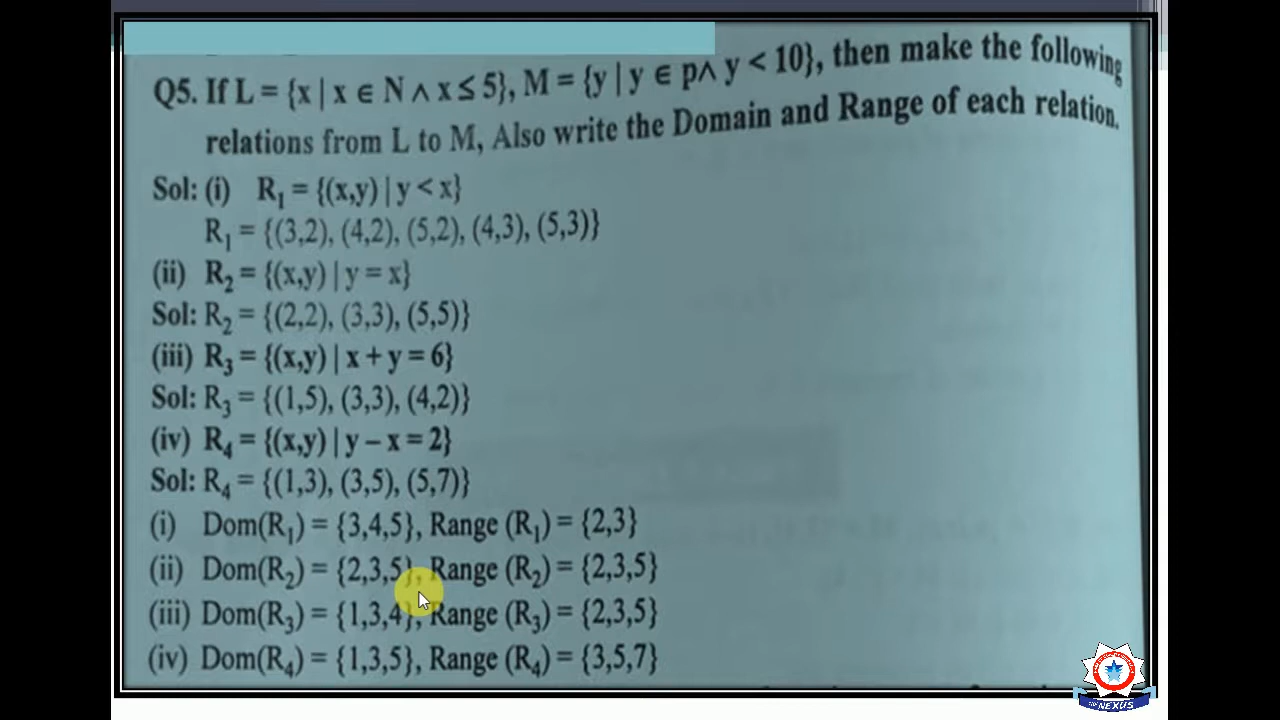 Q5. If L = {x | x ∈ N ∧ x ≤ 5}, M = {y | y ∈ p∧ y < 10}, then make the following
relations from L to M, Also write the Domain and Range of each relation.
Sol: (i) R₁ = {(x,y) | y < x}
R₁ = {(3,2), (4,2), (5,2), (4,3), (5,3)}
(ii) R₂ = {(x,y) | y = x}
Sol: R₂ = {(2,2), (3,3), (5,5)}
(iii) R₃ = {(x,y) | x + y = 6}
Sol: R₃ = {(1,5), (3,3), (4,2)}
(iv) R₄ = {(x,y) | y – x = 2}
Sol: R₄ = {(1,3), (3,5), (5,7)}
(i) Dom(R₁) = {3,4,5}, Range (R₁) = {2,3}
(ii) Dom(R₂) = {2,3,5}, Range (R₂) = {2,3,5}
(iii) Dom(R₃) = {1,3,4}, Range (R₃) = {2,3,5}
(iv) Dom(R₄) = {1,3,5}, Range (R₄) = {3,5,7}
NEXUS